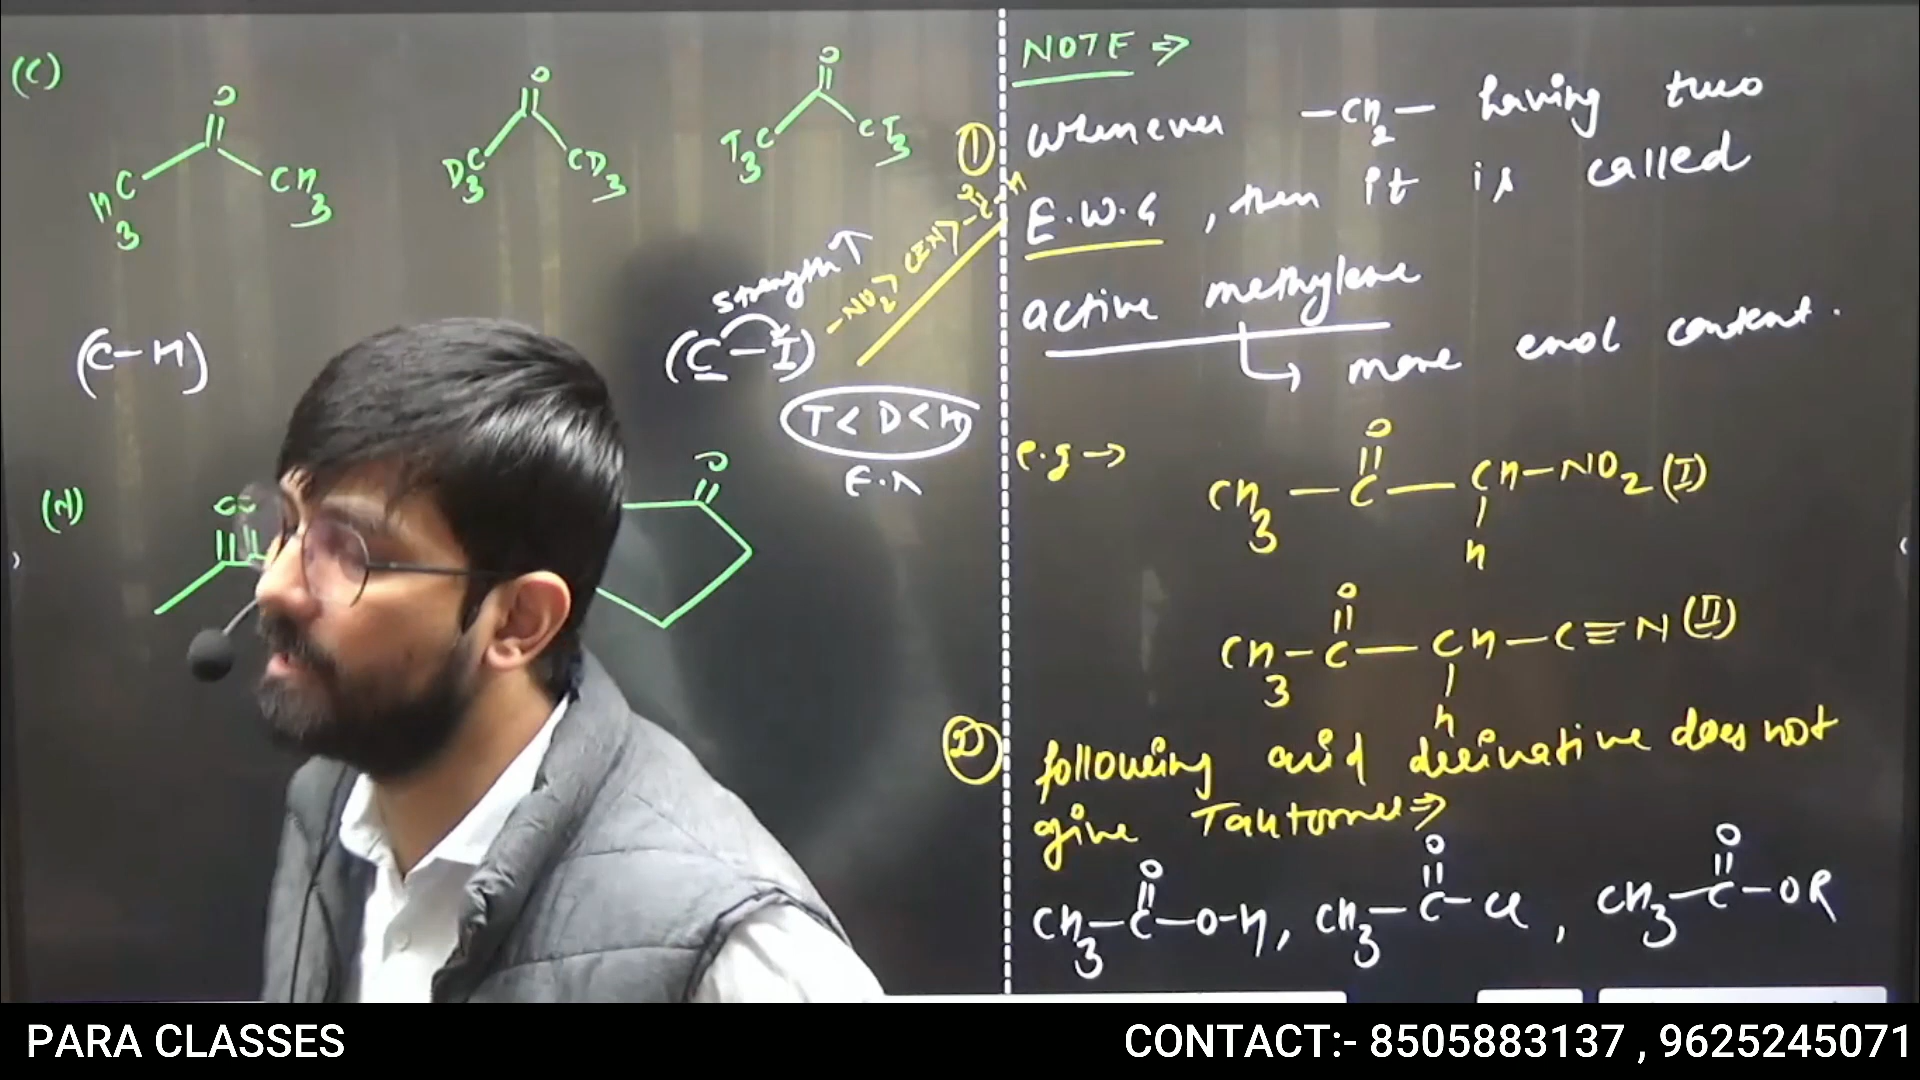 (C)
O
H3C CH3
O
D3C CD3
O
T3C CT3
(C-H)
strength↑
(C-I)
-NO2> C≡N> -C-H
O
T < D < H
E.A
(H)
O
O
NOTE ⇒
① whenever -CH2- having two
E.W.G , then it is called
active methylene
↳ more enol content.
e.g →
O
CH3 - C - CH-NO2 (I)
H
O
CH3 - C - CH - C≡N (II)
H
② following acid derivative does not
give Tautomer⇒
O O O
CH3-C-O-H, CH3-C-Cl , CH3-C-OR
PARA CLASSES
CONTACT:- 8505883137 , 9625245071